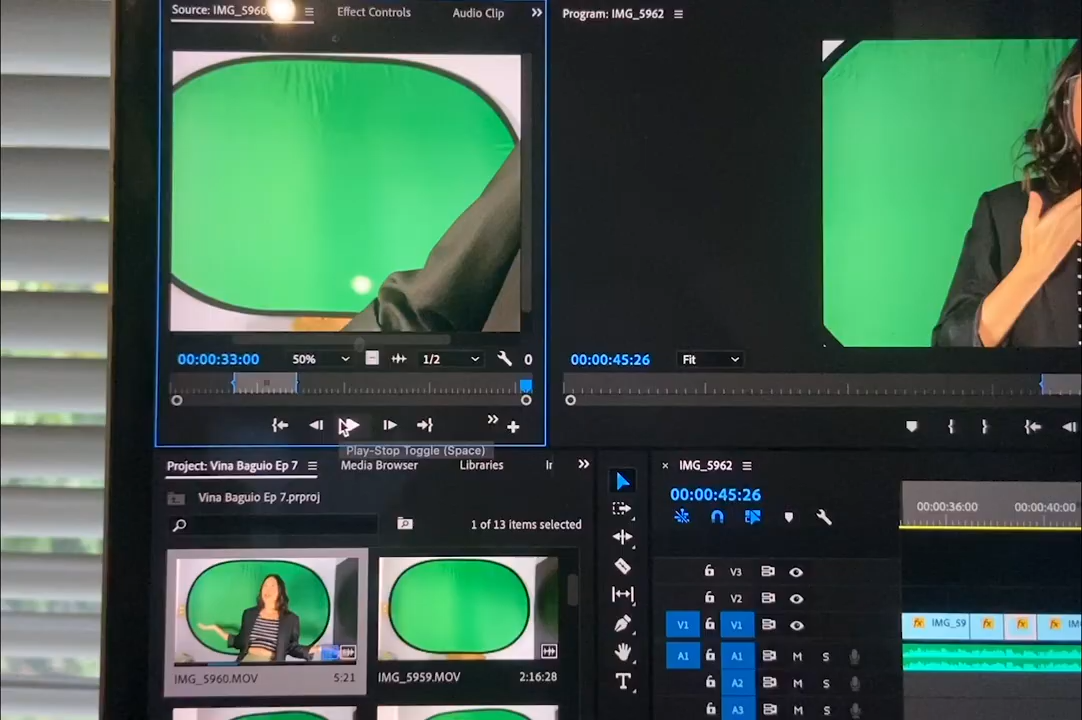 Source: IMG_5960
Effect Controls
Audio Clip
Program: IMG_5962
00:00:33:00
50%
1/2
0
00:00:45:26
Fit
Play-Stop Toggle (Space)
Project: Vina Baguio Ep 7
Media Browser
Libraries
Vina Baguio Ep 7.prproj
1 of 13 items selected
IMG_5960.MOV
5:21
IMG_5959.MOV
2:16:28
IMG_5962
00:00:45:26
00:00:36:00
00:00:40:00
V3
V2
V1
V1
fx
IMG_59
fx
fx
fx
A1
A1
M
S
A2
M
S
A3
M
S
T